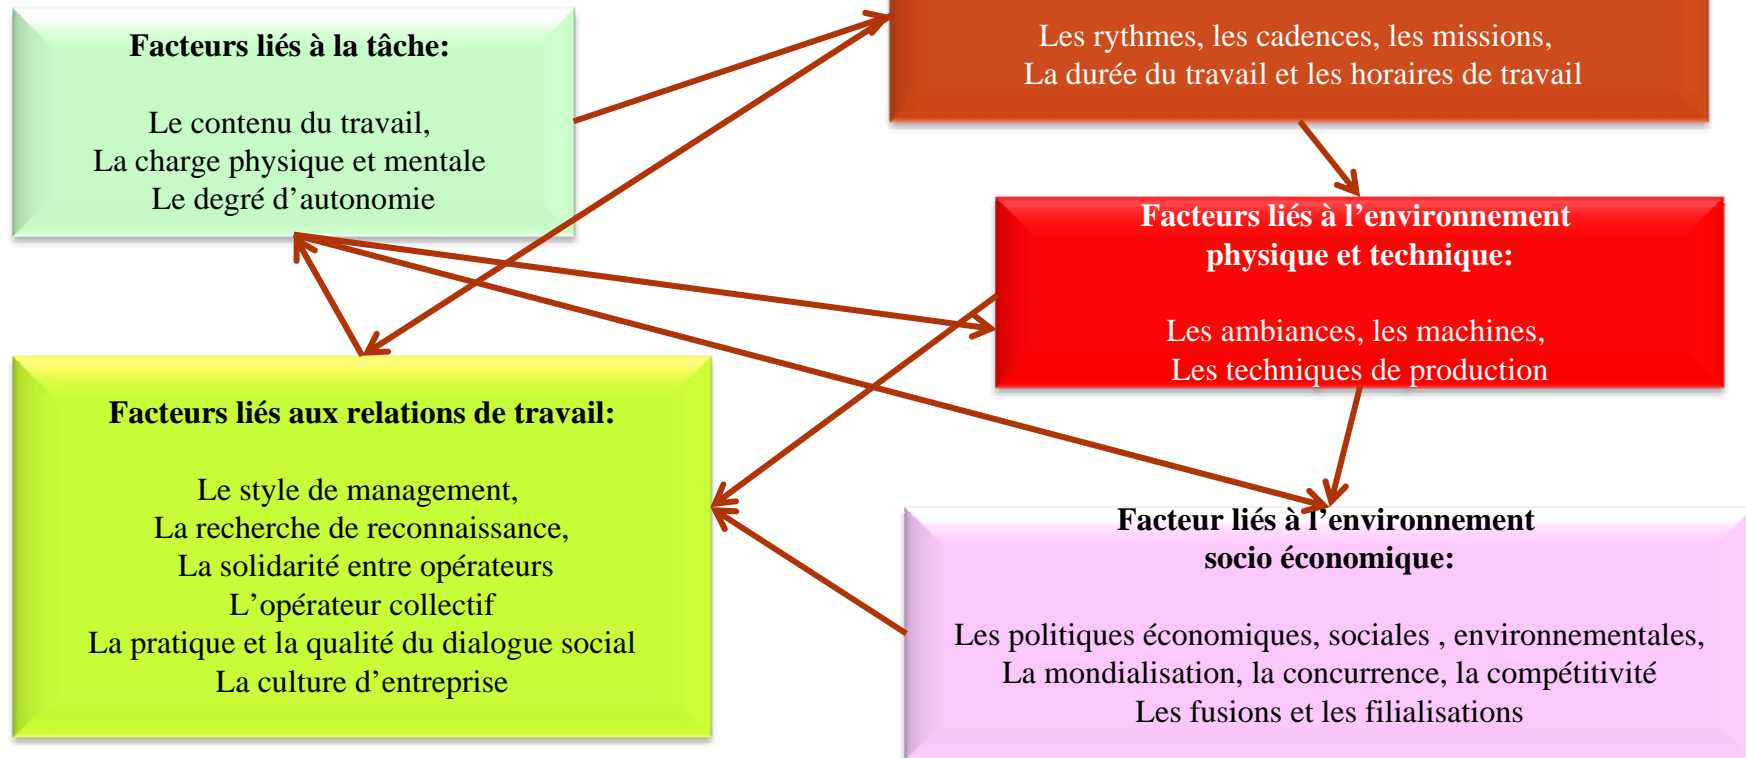 Facteurs liés à la tâche:
Le contenu du travail,
La charge physique et mentale
Le degré d’autonomie
Les rythmes, les cadences, les missions,
La durée du travail et les horaires de travail
Facteurs liés à l’environnement
physique et technique:
Les ambiances, les machines,
Les techniques de production
Facteurs liés aux relations de travail:
Le style de management,
La recherche de reconnaissance,
La solidarité entre opérateurs
L’opérateur collectif
La pratique et la qualité du dialogue social
La culture d’entreprise
Facteur liés à l’environnement
socio économique:
Les politiques économiques, sociales , environnementales,
La mondialisation, la concurrence, la compétitivité
Les fusions et les filialisations